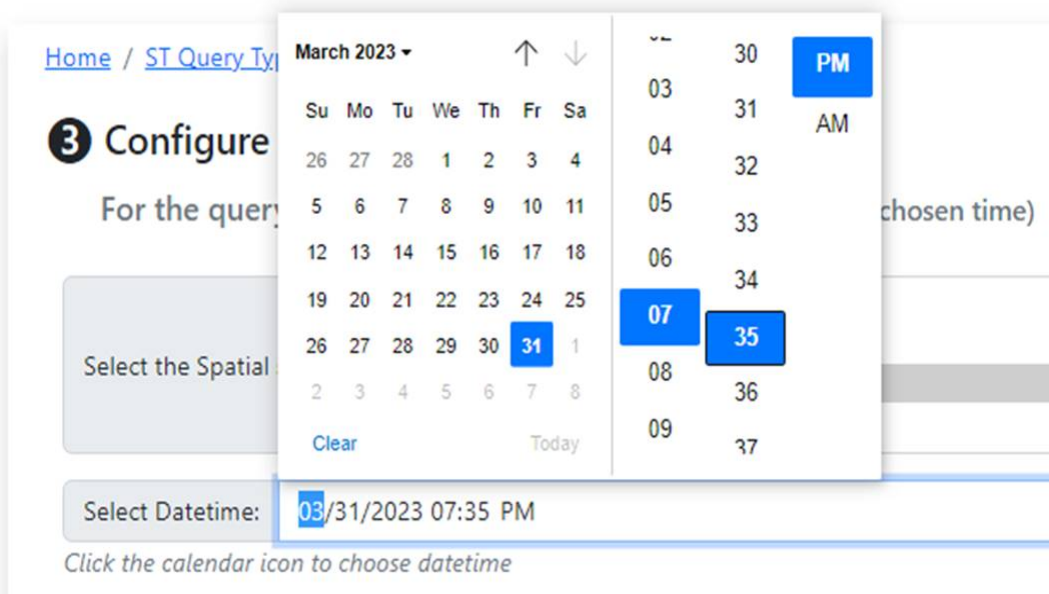 Home / ST Query Ty
❸ Configure
For the query
chosen time)
March 2023
Su Mo Tu We Th Fr Sa
26 27 28 1 2 3 4
5 6 7 8 9 10 11
12 13 14 15 16 17 18
19 20 21 22 23 24 25
26 27 28 29 30 31 1
2 3 4 5 6 7 8
Clear Today
03
04
05
06
07
08
09
30
31
32
33
34
35
36
37
PM
AM
Select the Spatial
Select Datetime: 03/31/2023 07:35 PM
Click the calendar icon to choose datetime